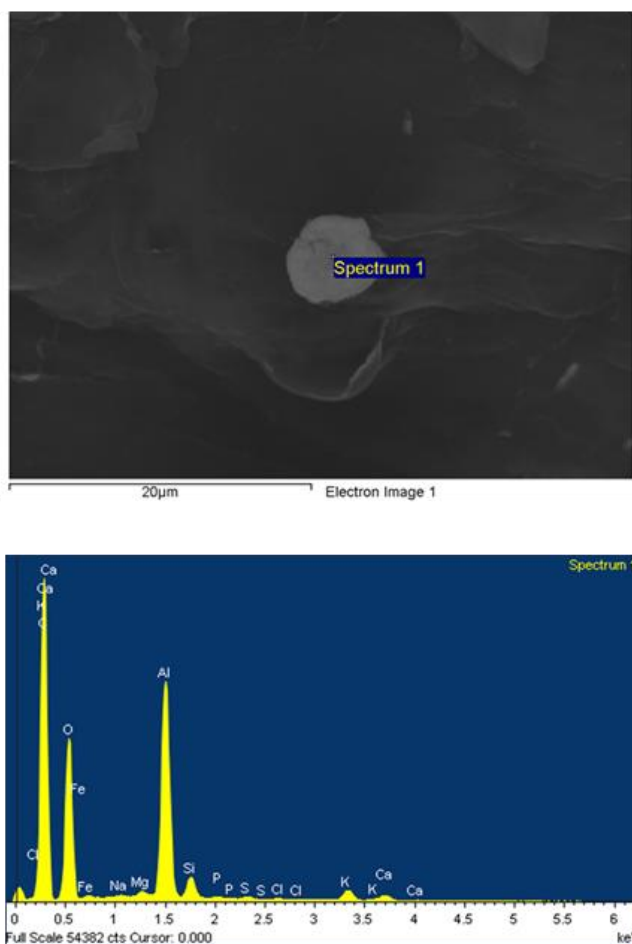 Spectrum 1
20µm
Electron Image 1
Spectrum 1
Ca
Ca
K
C
Al
O
Fe
Cl
Fe
Na
Mg
Si
P
P
S
S
Cl
Cl
K
K
Ca
Ca
0 0.5 1 1.5 2 2.5 3 3.5 4 4.5 5 5.5 6
Full Scale 54382 cts Cursor: 0.000